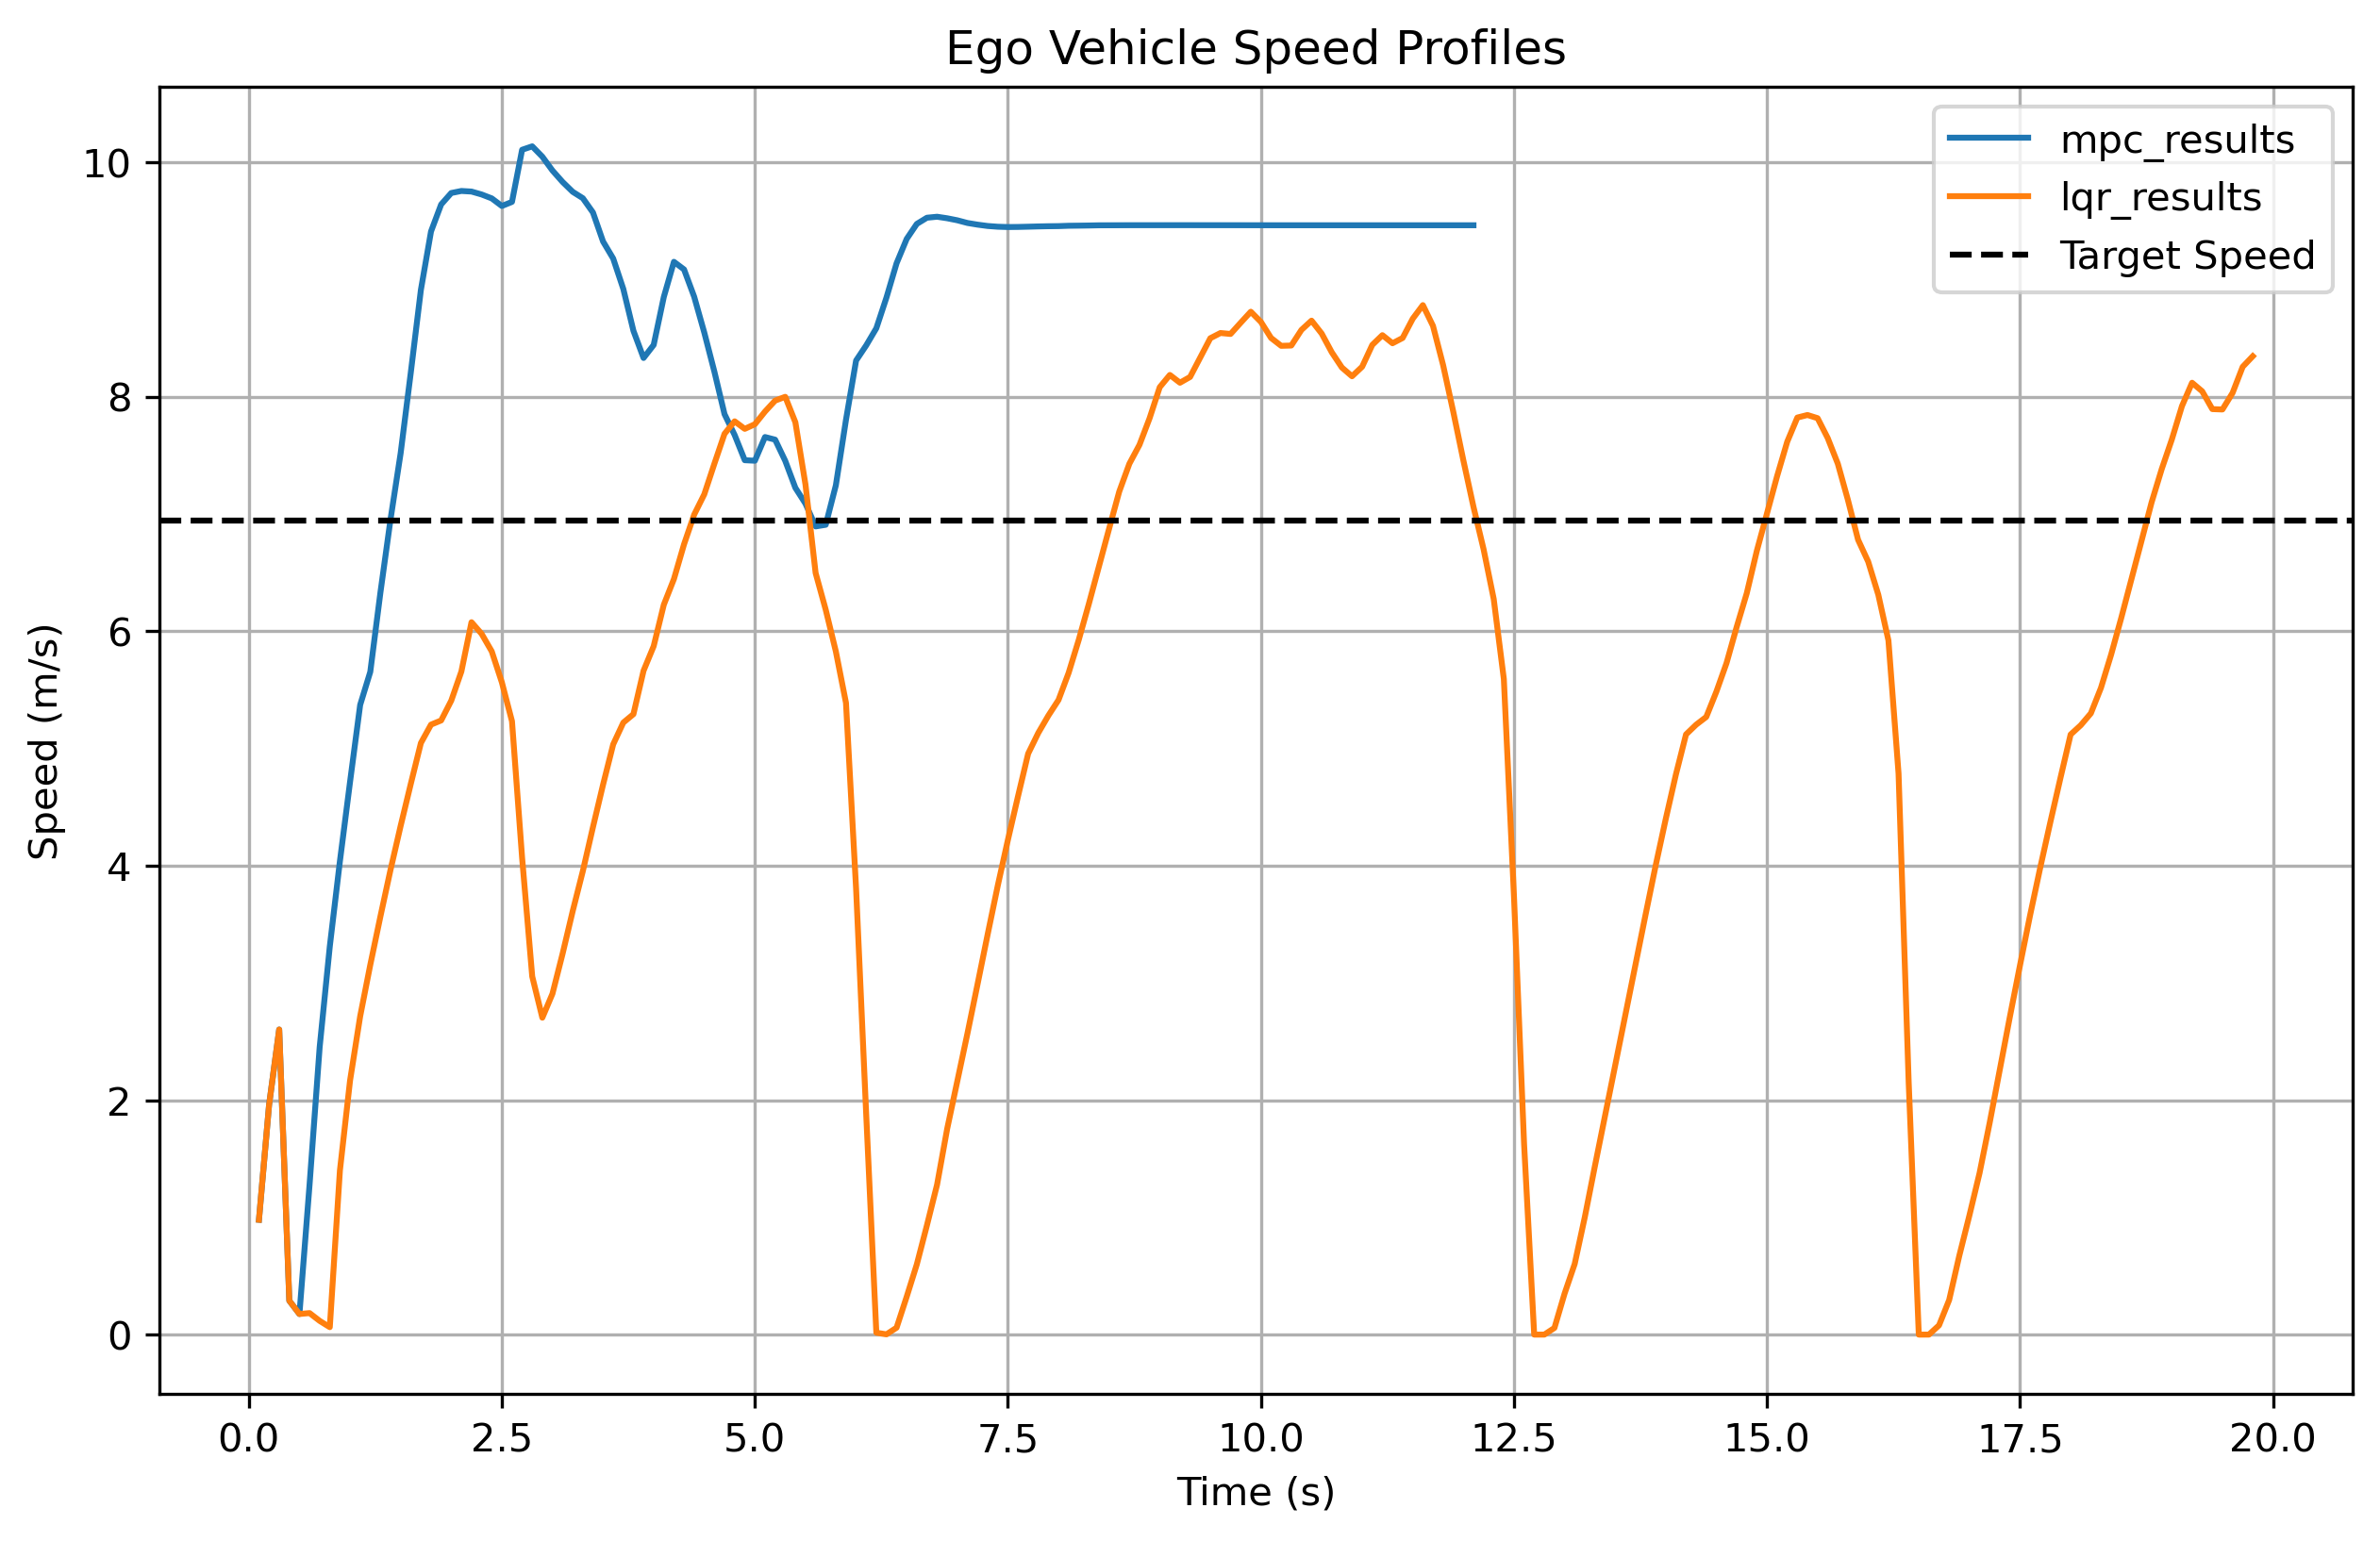 Ego Vehicle Speed Profiles
mpc_results
lqr_results
Target Speed
Speed (m/s)
10
8
6
4
2
0
0.0 2.5 5.0 7.5 10.0 12.5 15.0 17.5 20.0
Time (s)